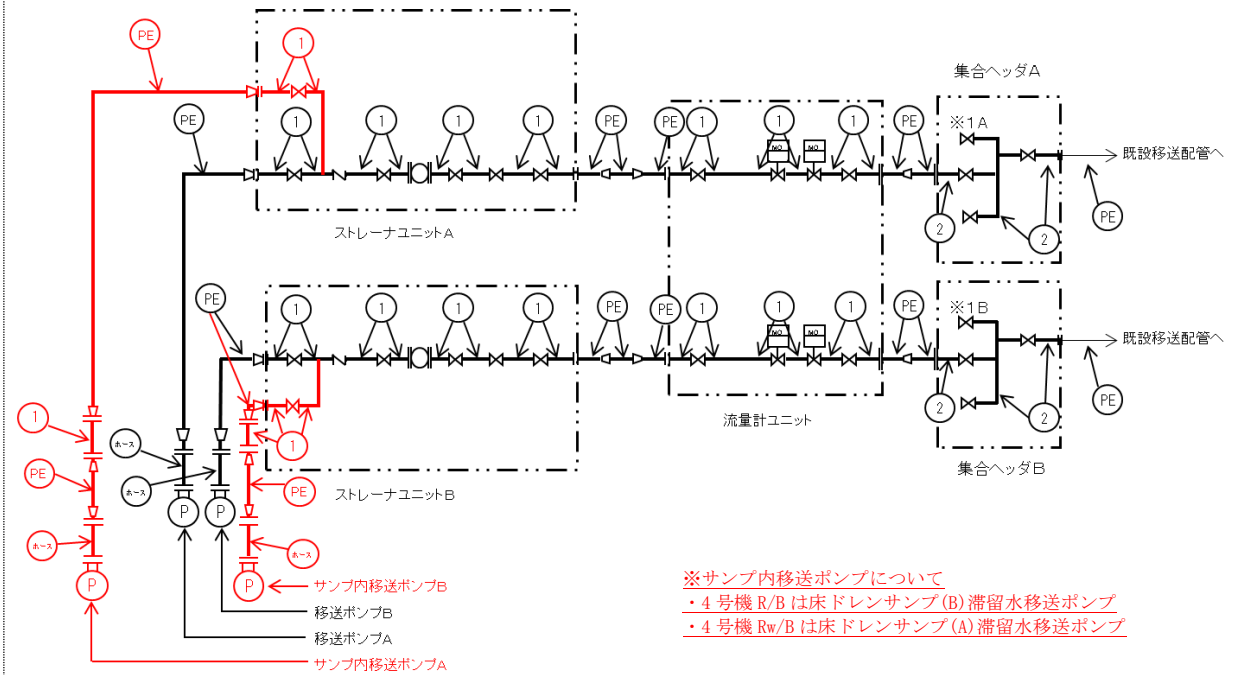 PE
1
集合ヘッダA
PE
1
1
1
1
PE
PE
1
1
1
PE
※1A
MO
MO
既設移送配管へ
PE
2
2
ストレーナユニットA
PE
1
1
1
1
PE
PE
1
1
1
PE
※1B
MO
MO
既設移送配管へ
PE
2
2
流量計ユニット
集合ヘッダB
1
ホース
1
PE
ホース
PE
ストレーナユニットB
P
P
ホース
ホース
P
P
サンプ内移送ポンプB
移送ポンプB
移送ポンプA
サンプ内移送ポンプA
※サンプ内移送ポンプについて
・4号機 R/B は床ドレンサンプ(B)滞留水移送ポンプ
・4号機 Rw/B は床ドレンサンプ(A)滞留水移送ポンプ